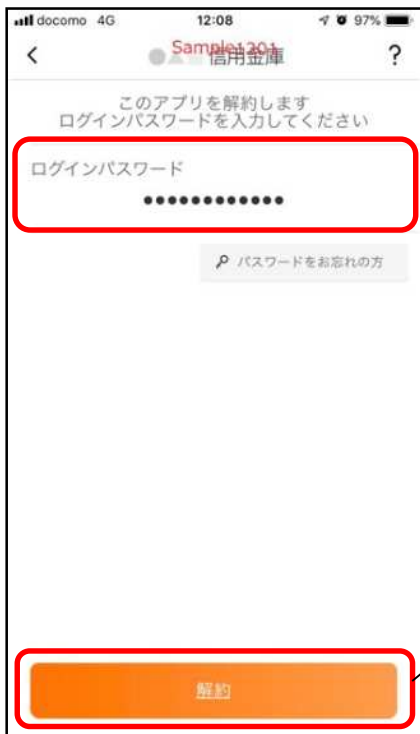 docomo 4G 12:08 97%
Sample1201
信用金庫 ?
このアプリを解約します
ログインパスワードを入力してください
ログインパスワード
●●●●●●●●●●●●
パスワードをお忘れの方
解約